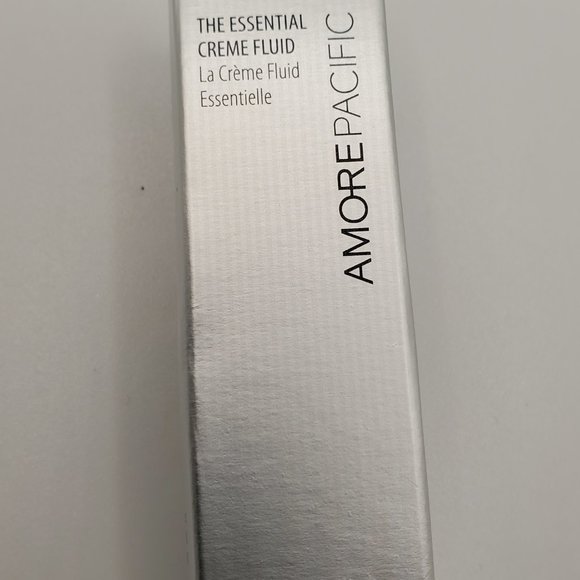 THE ESSENTIAL
CREME FLUID
La Crème Fluid
Essentielle
AMOREPACIFIC